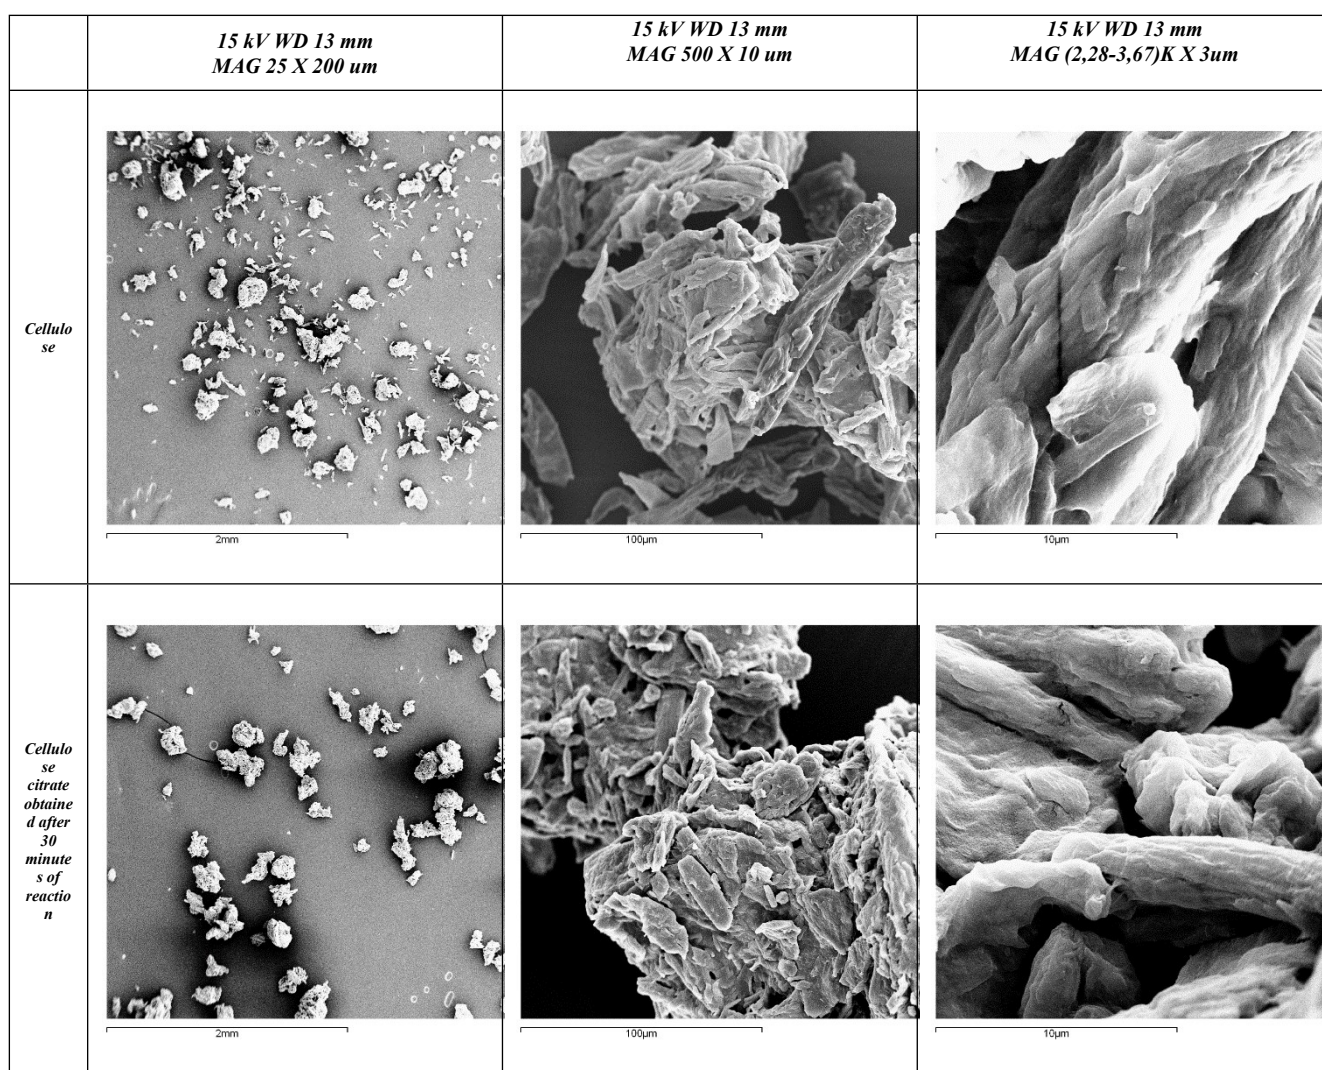 15 kV WD 13 mm
MAG 25 X 200 um
15 kV WD 13 mm
MAG 500 X 10 um
15 kV WD 13 mm
MAG (2,28-3,67)K X 3um
Cellulo
se
2mm
100µm
10µm
Cellulo
se
citrate
obtaine
d after
30
minute
s of
reactio
n
2mm
100µm
10µm